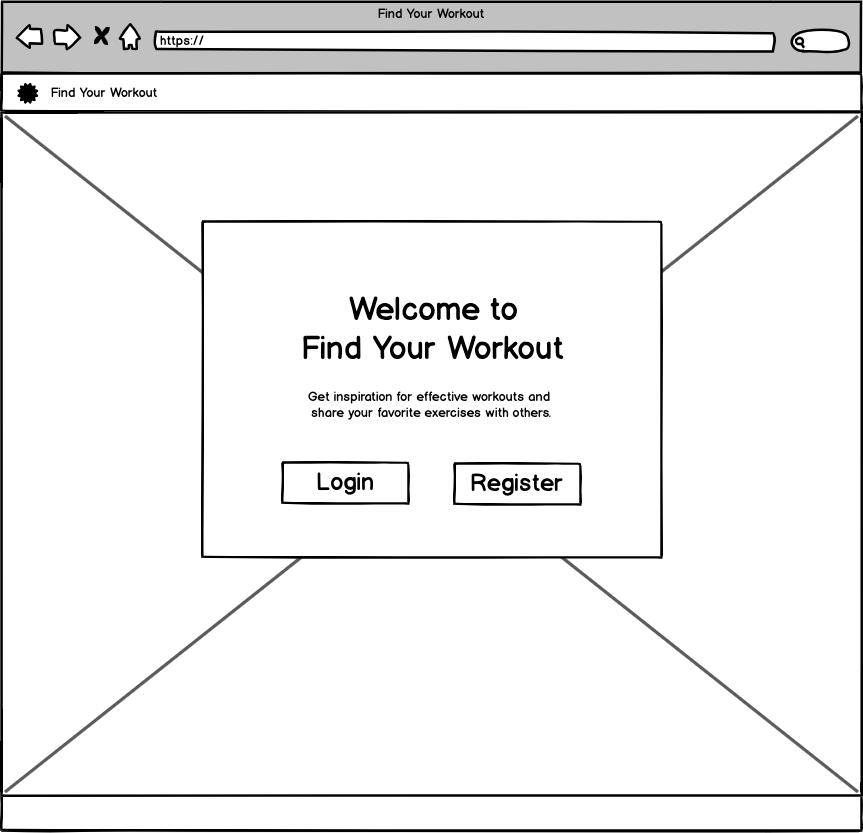 Find Your Workout
https://
Find Your Workout
Welcome to
Find Your Workout
Get inspiration for effective workouts and
share your favorite exercises with others.
Login
Register